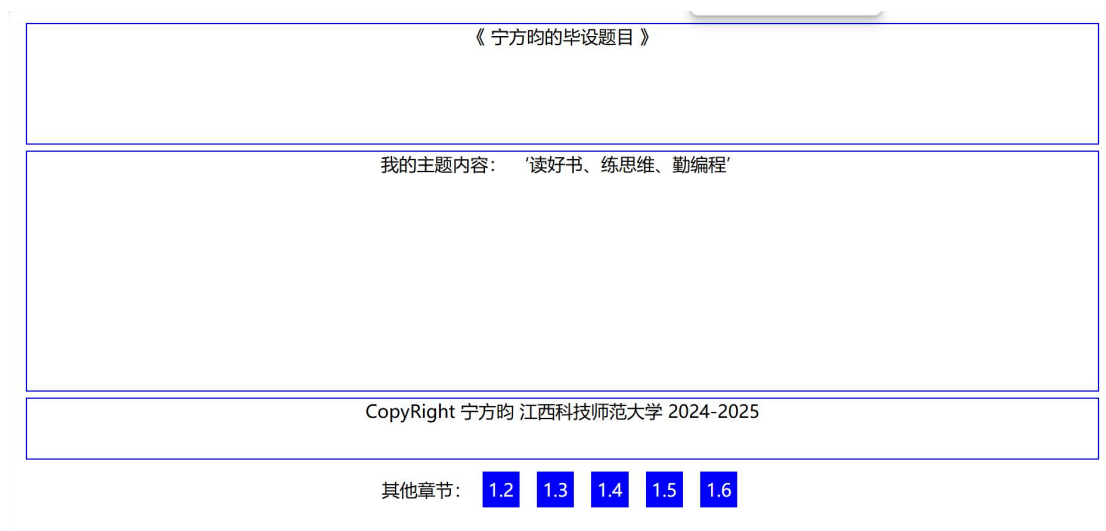 《 宁方昀的毕设题目 》
我的主题内容： ‘读好书、练思维、勤编程’
CopyRight 宁方昀 江西科技师范大学 2024-2025
其他章节： 1.2 1.3 1.4 1.5 1.6